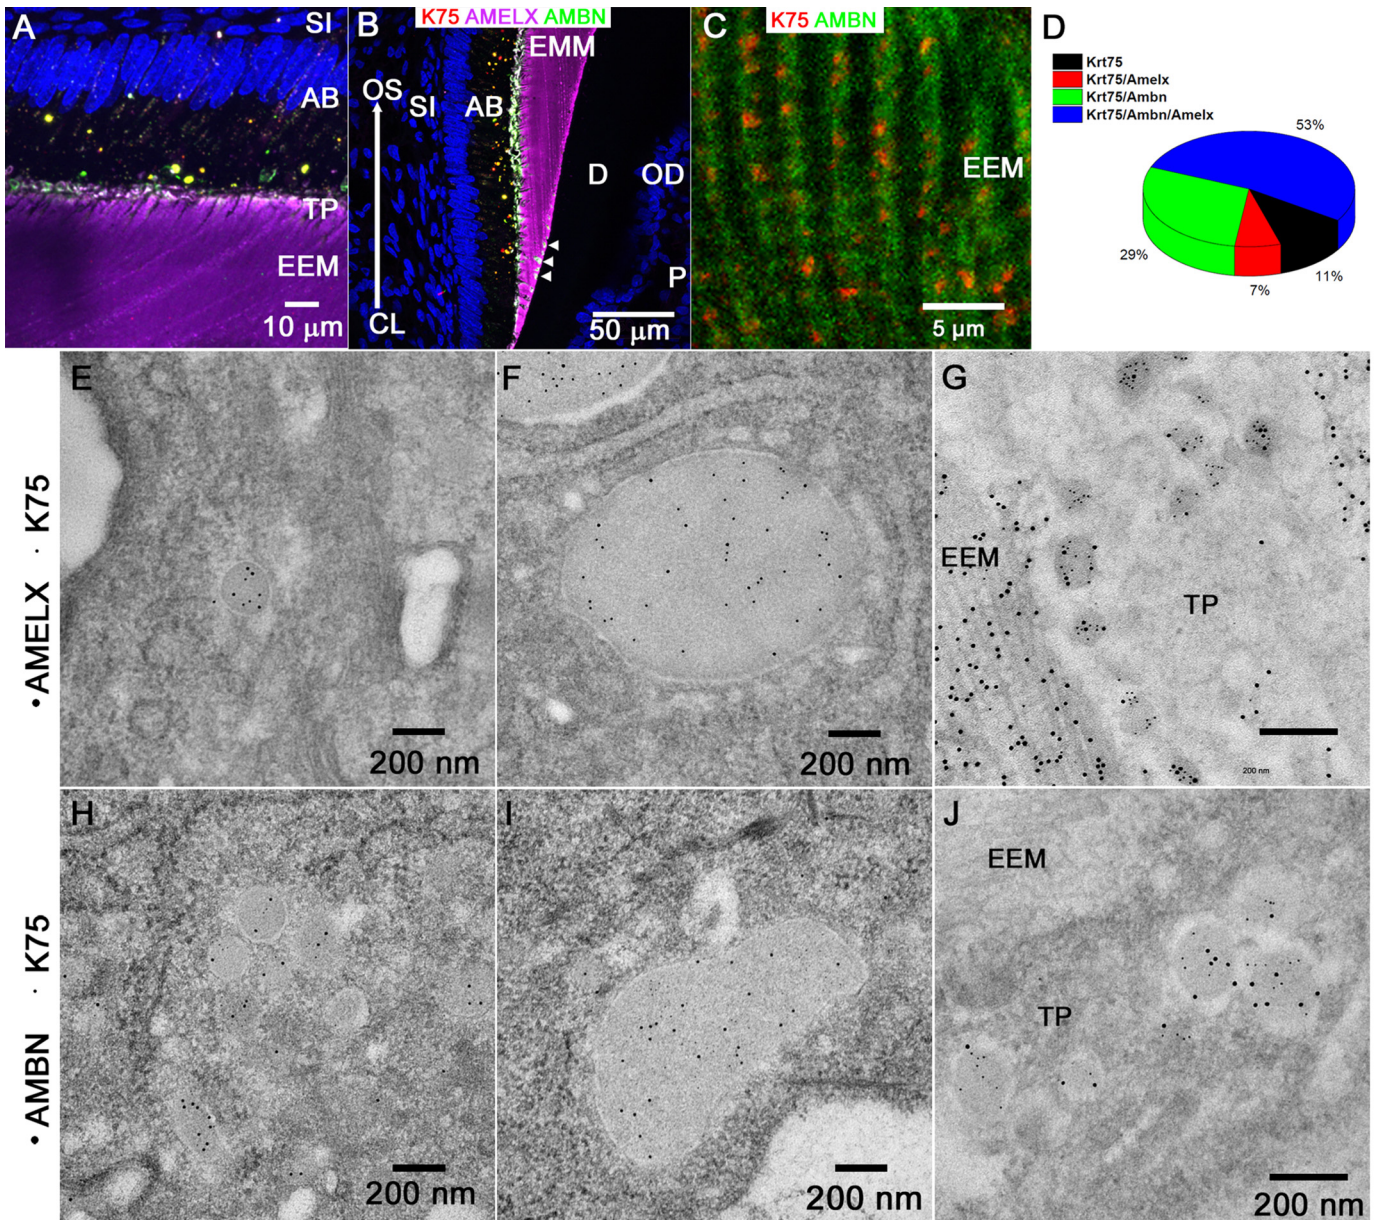 A
SI
AB
TP
EEM
10 μm
B
K75 AMELX AMBN
EMM
OS
SI
AB
D
OD
P
CL
50 μm
C
K75 AMBN
EEM
5 μm
D
Krt75
Krt75/Amelx
Krt75/Ambn
Krt75/Ambn/Amelx
53%
29%
7%
11%
•AMELX · K75
E
200 nm
F
200 nm
G
EEM
TP
200 nm
•AMBN · K75
H
200 nm
I
200 nm
J
EEM
TP
200 nm